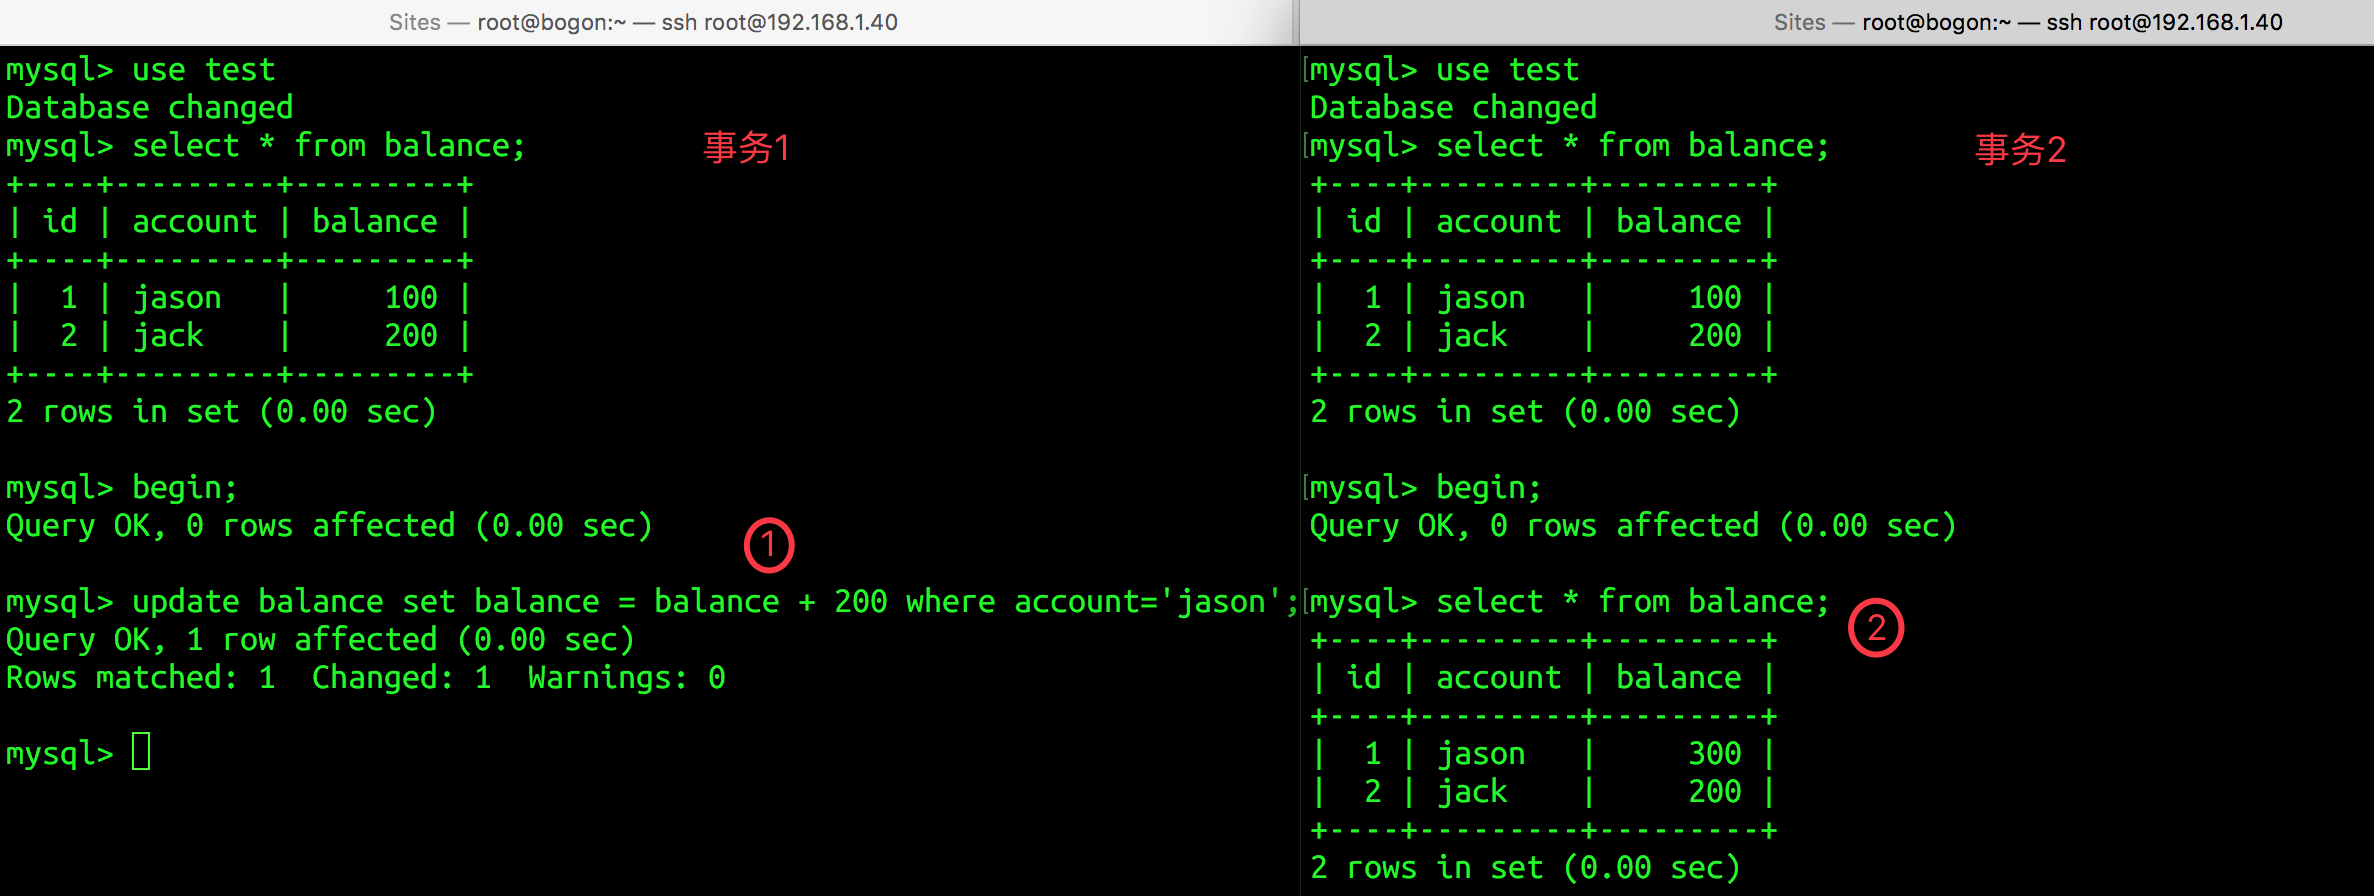 Sites — root@bogon:~ — ssh root@192.168.1.40
mysql> use test
Database changed
mysql> select * from balance;
事务1
+----+---------+---------+
| id | account | balance |
+----+---------+---------+
|  1 | jason   |     100 |
|  2 | jack    |     200 |
+----+---------+---------+
2 rows in set (0.00 sec)
mysql> begin;
Query OK, 0 rows affected (0.00 sec)
1
mysql> update balance set balance = balance + 200 where account='jason';
Query OK, 1 row affected (0.00 sec)
Rows matched: 1  Changed: 1  Warnings: 0
mysql>
Sites — root@bogon:~ — ssh root@192.168.1.40
[mysql> use test
Database changed
[mysql> select * from balance;
事务2
+----+---------+---------+
| id | account | balance |
+----+---------+---------+
|  1 | jason   |     100 |
|  2 | jack    |     200 |
+----+---------+---------+
2 rows in set (0.00 sec)
[mysql> begin;
Query OK, 0 rows affected (0.00 sec)
[mysql> select * from balance;
2
+----+---------+---------+
| id | account | balance |
+----+---------+---------+
|  1 | jason   |     300 |
|  2 | jack    |     200 |
+----+---------+---------+
2 rows in set (0.00 sec)